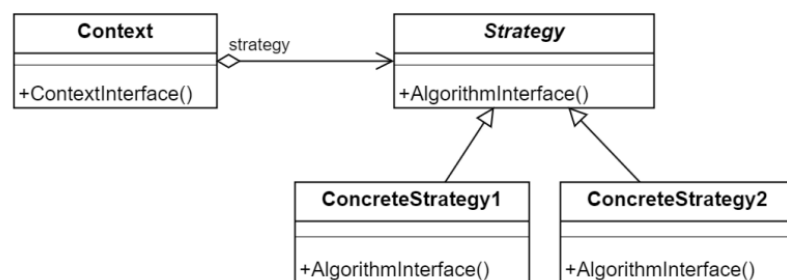 Context
strategy
Strategy
+ContextInterface()
+AlgorithmInterface()
ConcreteStrategy1
ConcreteStrategy2
+AlgorithmInterface()
+AlgorithmInterface()